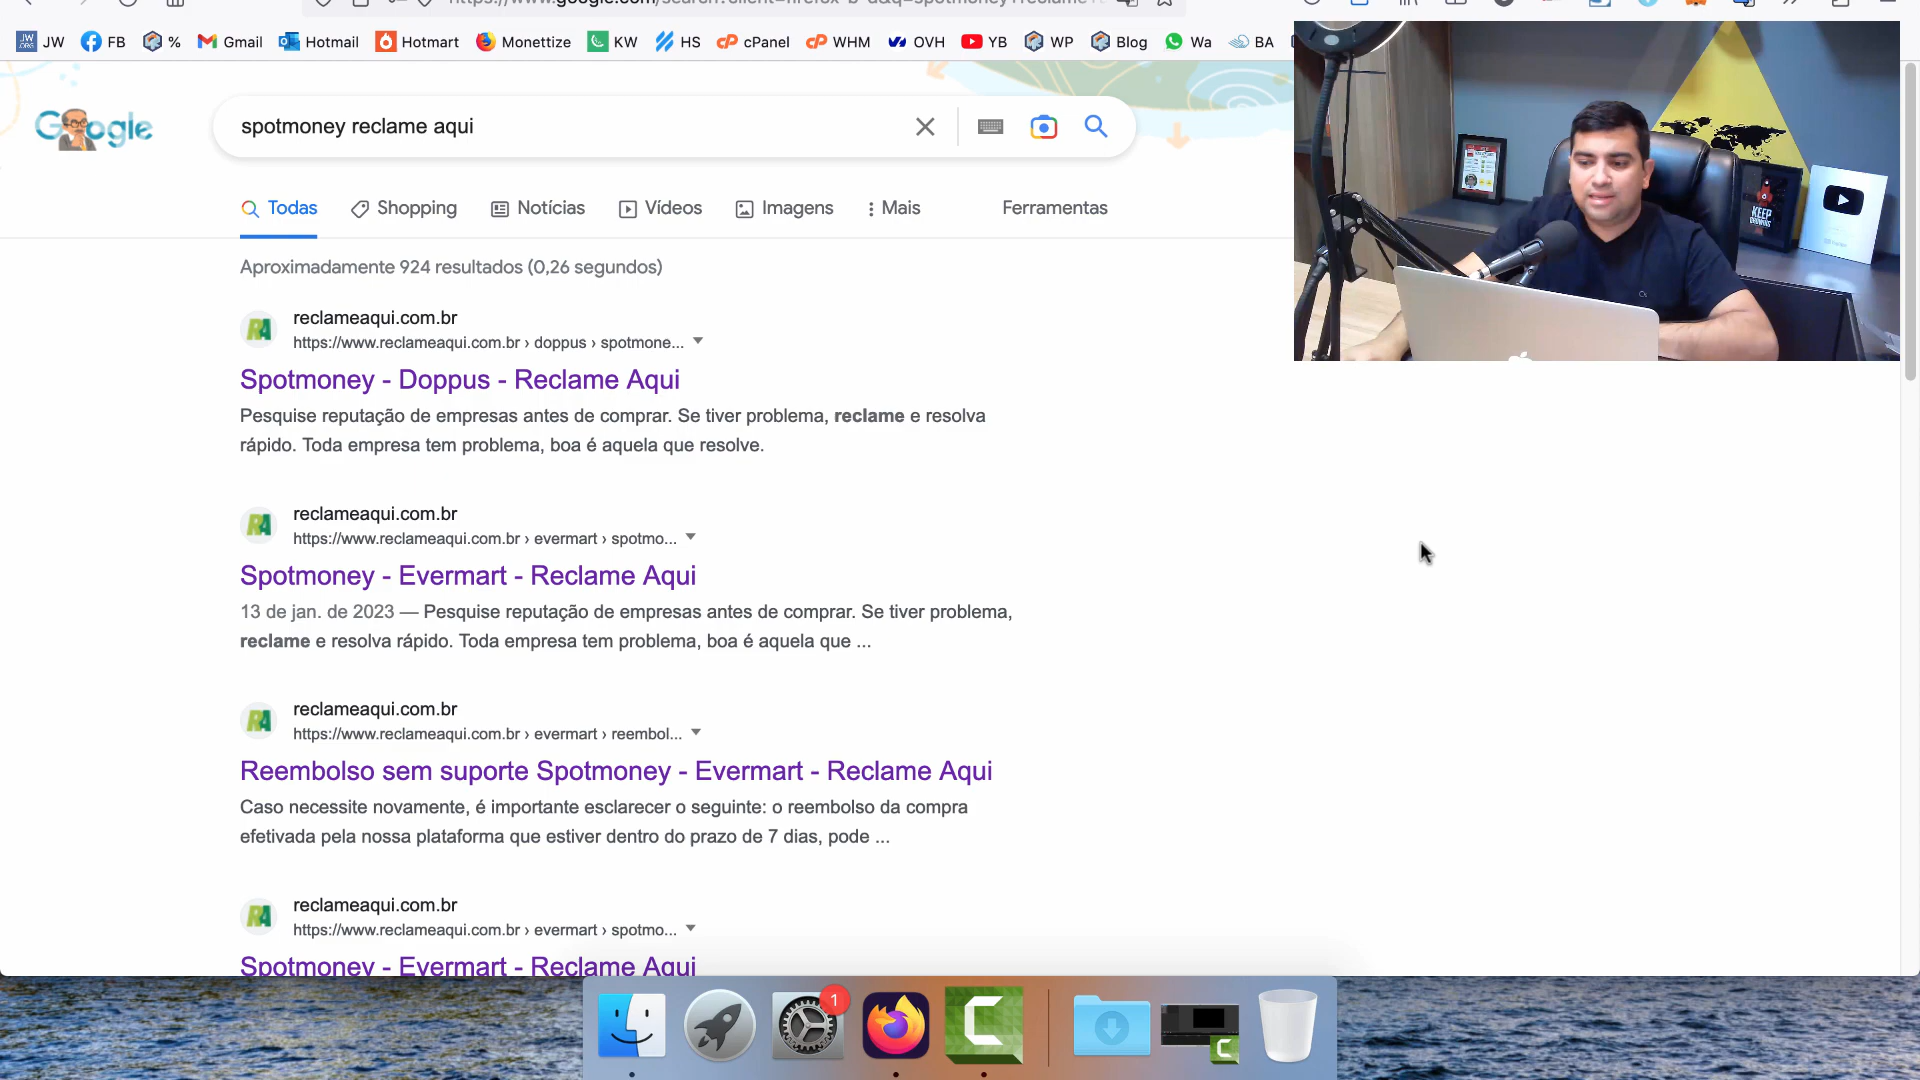 JW FB % Gmail Hotmail Hotmart Monettize KW HS cPanel WHM OVH YB WP Blog Wa BA
Google
spotmoney reclame aqui
Todas Shopping Notícias Vídeos Imagens Mais Ferramentas
Aproximadamente 924 resultados (0,26 segundos)
reclameaqui.com.br
https://www.reclameaqui.com.br › doppus › spotmone...
Spotmoney - Doppus - Reclame Aqui
Pesquise reputação de empresas antes de comprar. Se tiver problema, reclame e resolva
rápido. Toda empresa tem problema, boa é aquela que resolve.
reclameaqui.com.br
https://www.reclameaqui.com.br › evermart › spotmo...
Spotmoney - Evermart - Reclame Aqui
13 de jan. de 2023 — Pesquise reputação de empresas antes de comprar. Se tiver problema,
reclame e resolva rápido. Toda empresa tem problema, boa é aquela que ...
reclameaqui.com.br
https://www.reclameaqui.com.br › evermart › reembol...
Reembolso sem suporte Spotmoney - Evermart - Reclame Aqui
Caso necessite novamente, é importante esclarecer o seguinte: o reembolso da compra
efetivada pela nossa plataforma que estiver dentro do prazo de 7 dias, pode ...
reclameaqui.com.br
https://www.reclameaqui.com.br › evermart › spotmo...
Spotmoney - Evermart - Reclame Aqui
KEEP
1